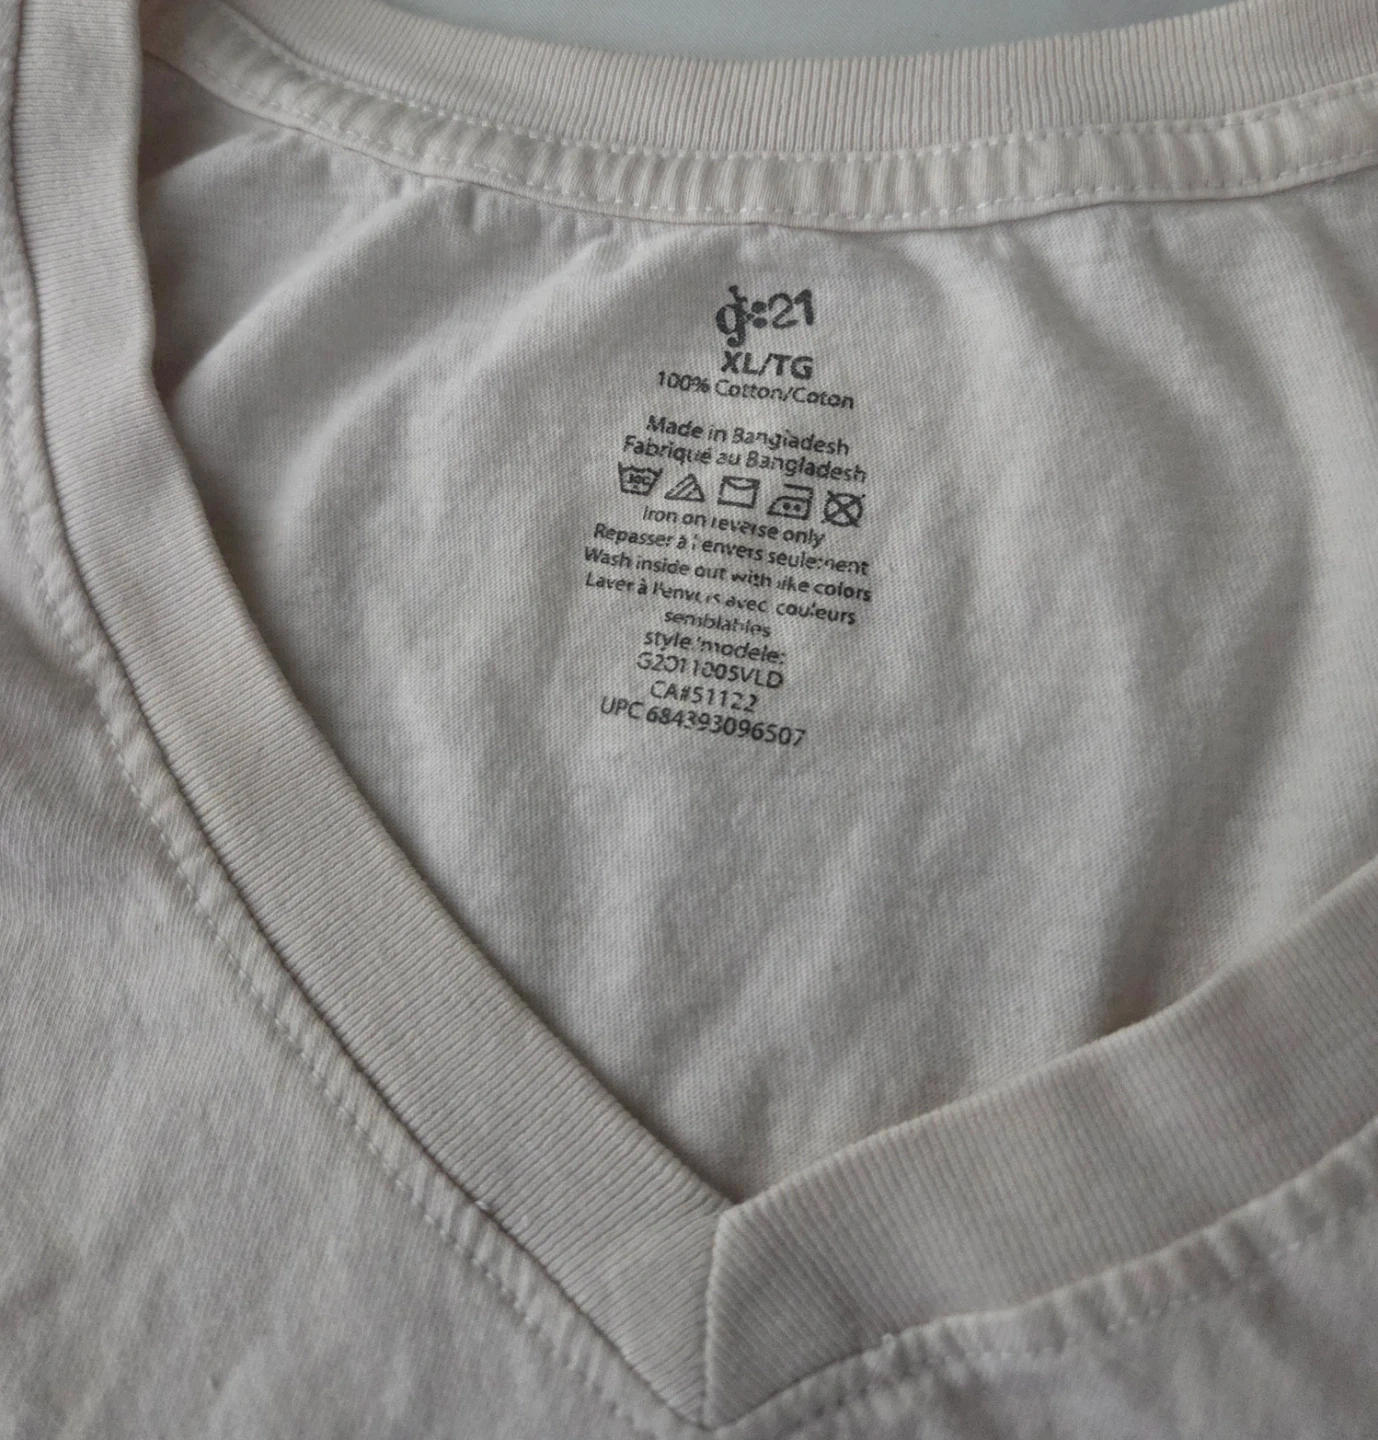 g:21
XL/TG
100% Cotton/Coton
Made in Bangladesh
Fabriqué au Bangladesh
30C
Iron on reverse only
Repasser à l'envers seulement
Wash inside out with like colors
Laver à l'envers avec couleurs
semblables
style/modele:
G2011005VLD
CA#51122
UPC 684393096507